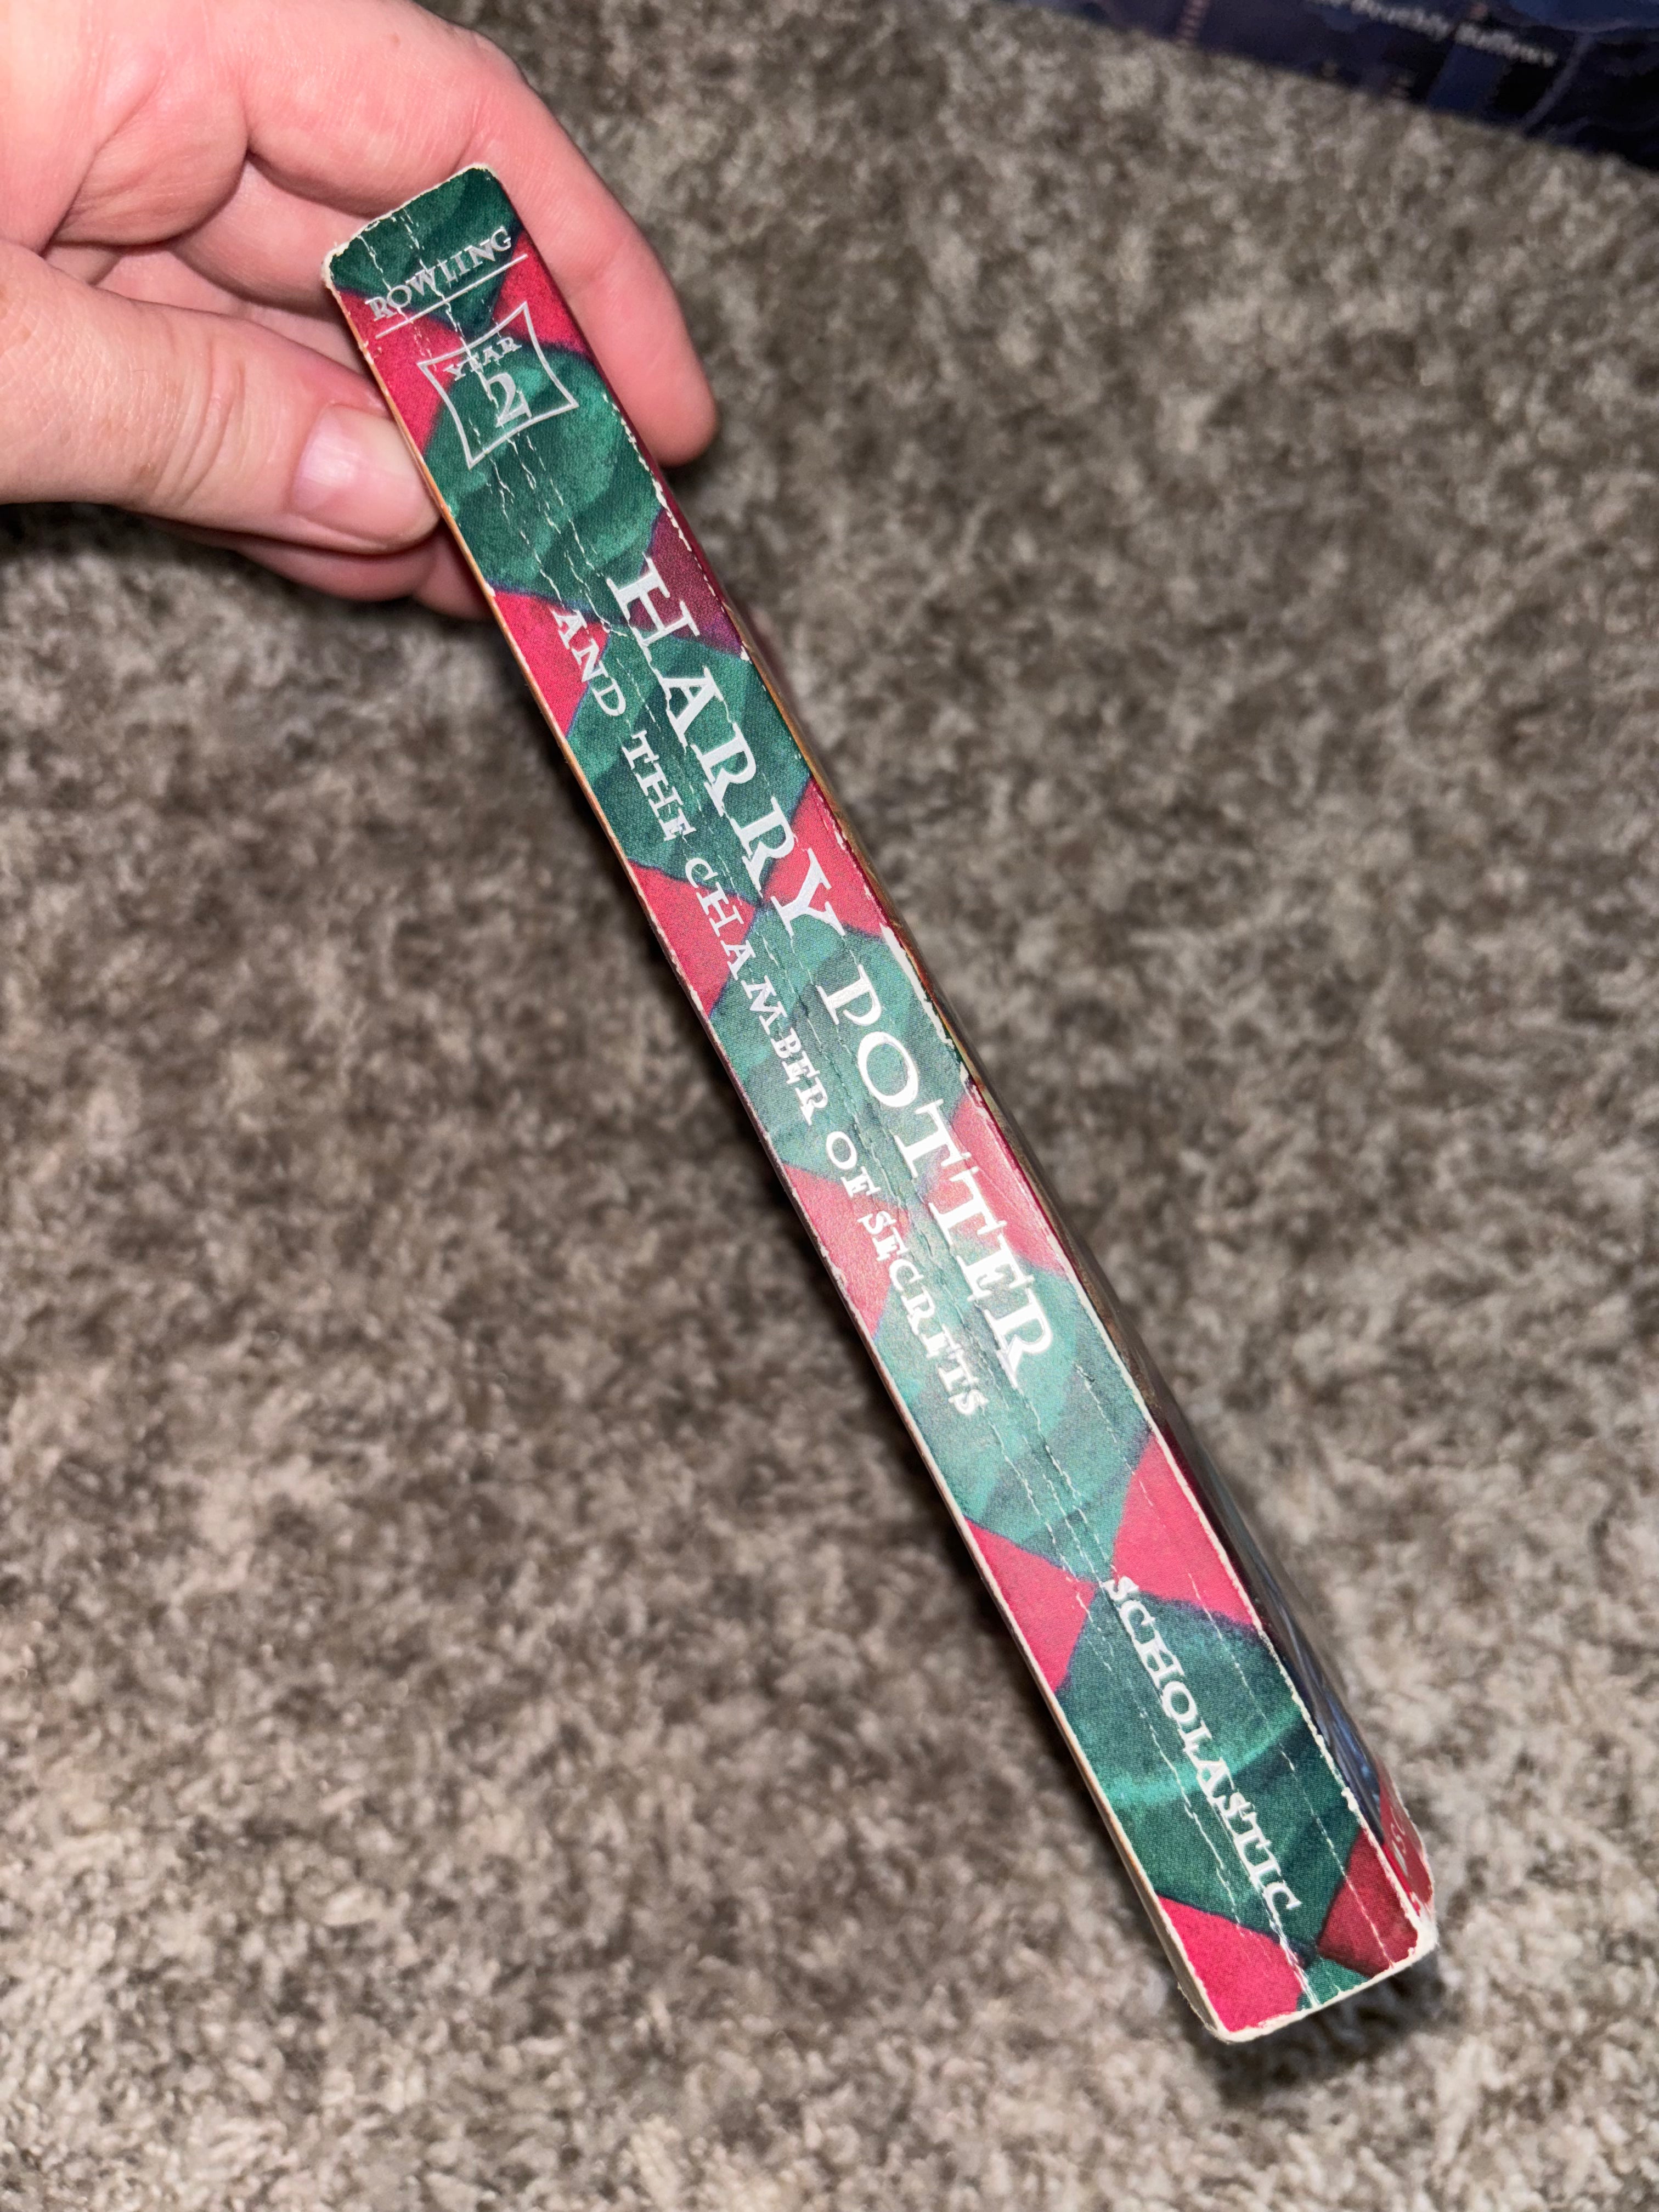 ROWLING
YEAR
2
HARRY POTTER
AND THE CHAMBER OF SECRETS
SCHOLASTIC